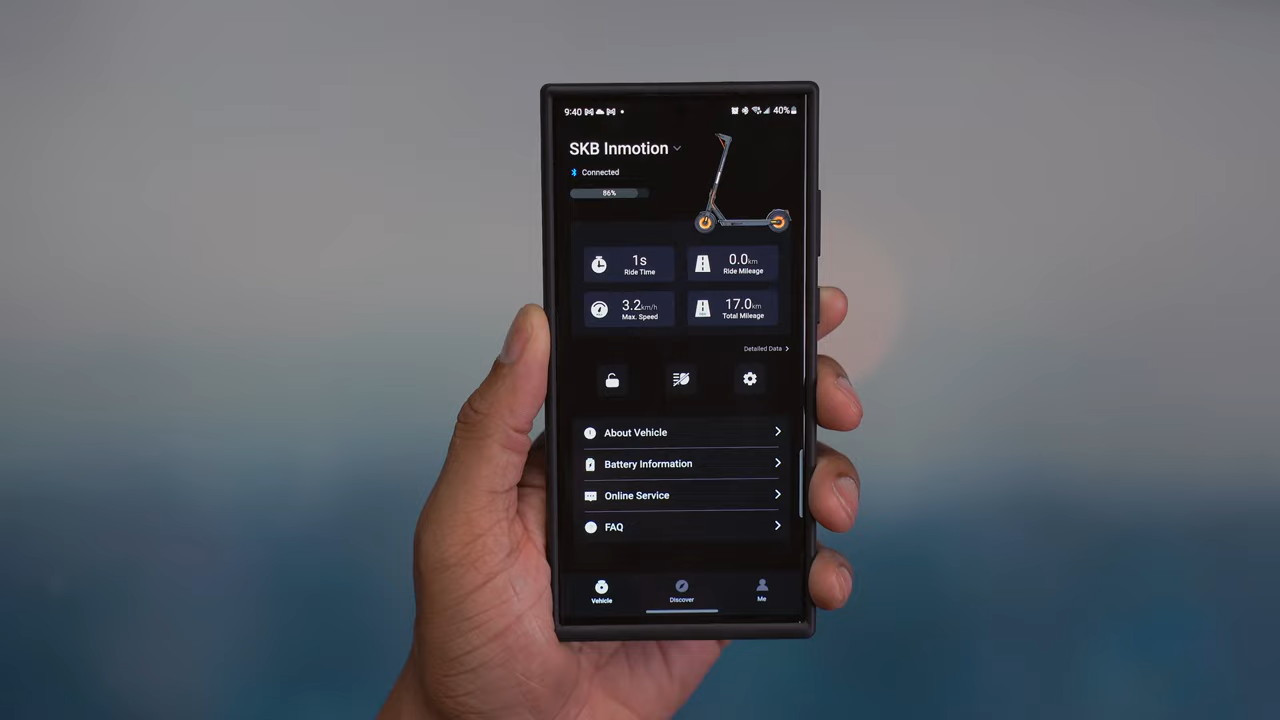 9:40 40%
SKB Inmotion
Connected
86%
1s
Ride Time
0.0km
Ride Mileage
3.2km/h
Max. Speed
17.0km
Total Mileage
Detailed Data
About Vehicle
Battery Information
Online Service
FAQ
Vehicle
Discover
Me